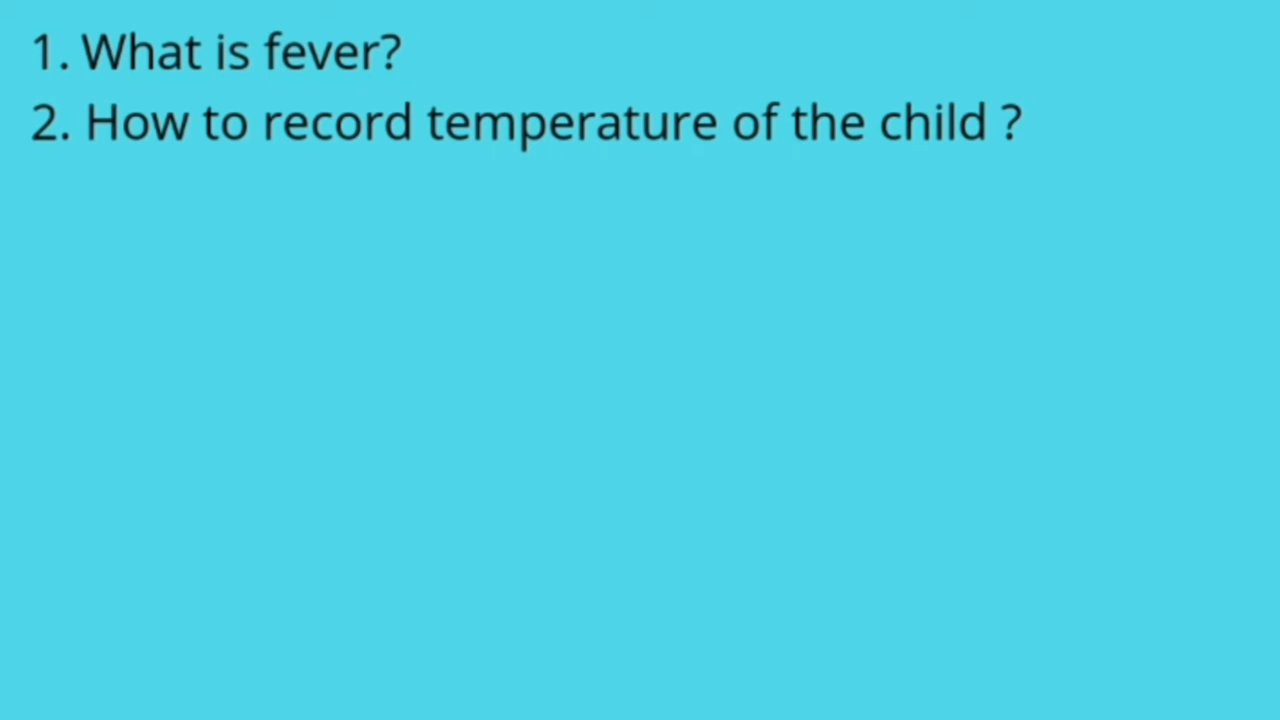 1. What is fever?
2. How to record temperature of the child ?